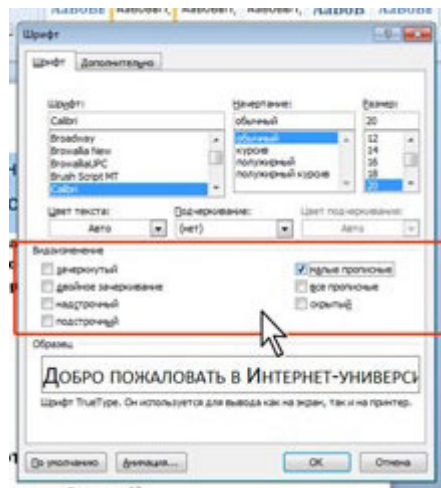 Шрифт
Шрифт Дополнительно
Шрифт: Начертание: Размер:
Calibri обычный 20
Broadway обычный 12
Browallia New курсив 14
BrowalliaUPC полужирный 16
Brush Script MT полужирный курсив 18
Calibri 20
Цвет текста: Подчеркивание: Цвет подчеркивания:
Авто (нет) Авто
Видоизменение
зачеркнутый малые прописные
двойное зачеркивание все прописные
надстрочный скрытый
подстрочный
Образец
Добро пожаловать в Интернет-универси
Шрифт TrueType. Он используется для вывода как на экран, так и на принтер.
По умолчанию Анимация... ОК Отмена